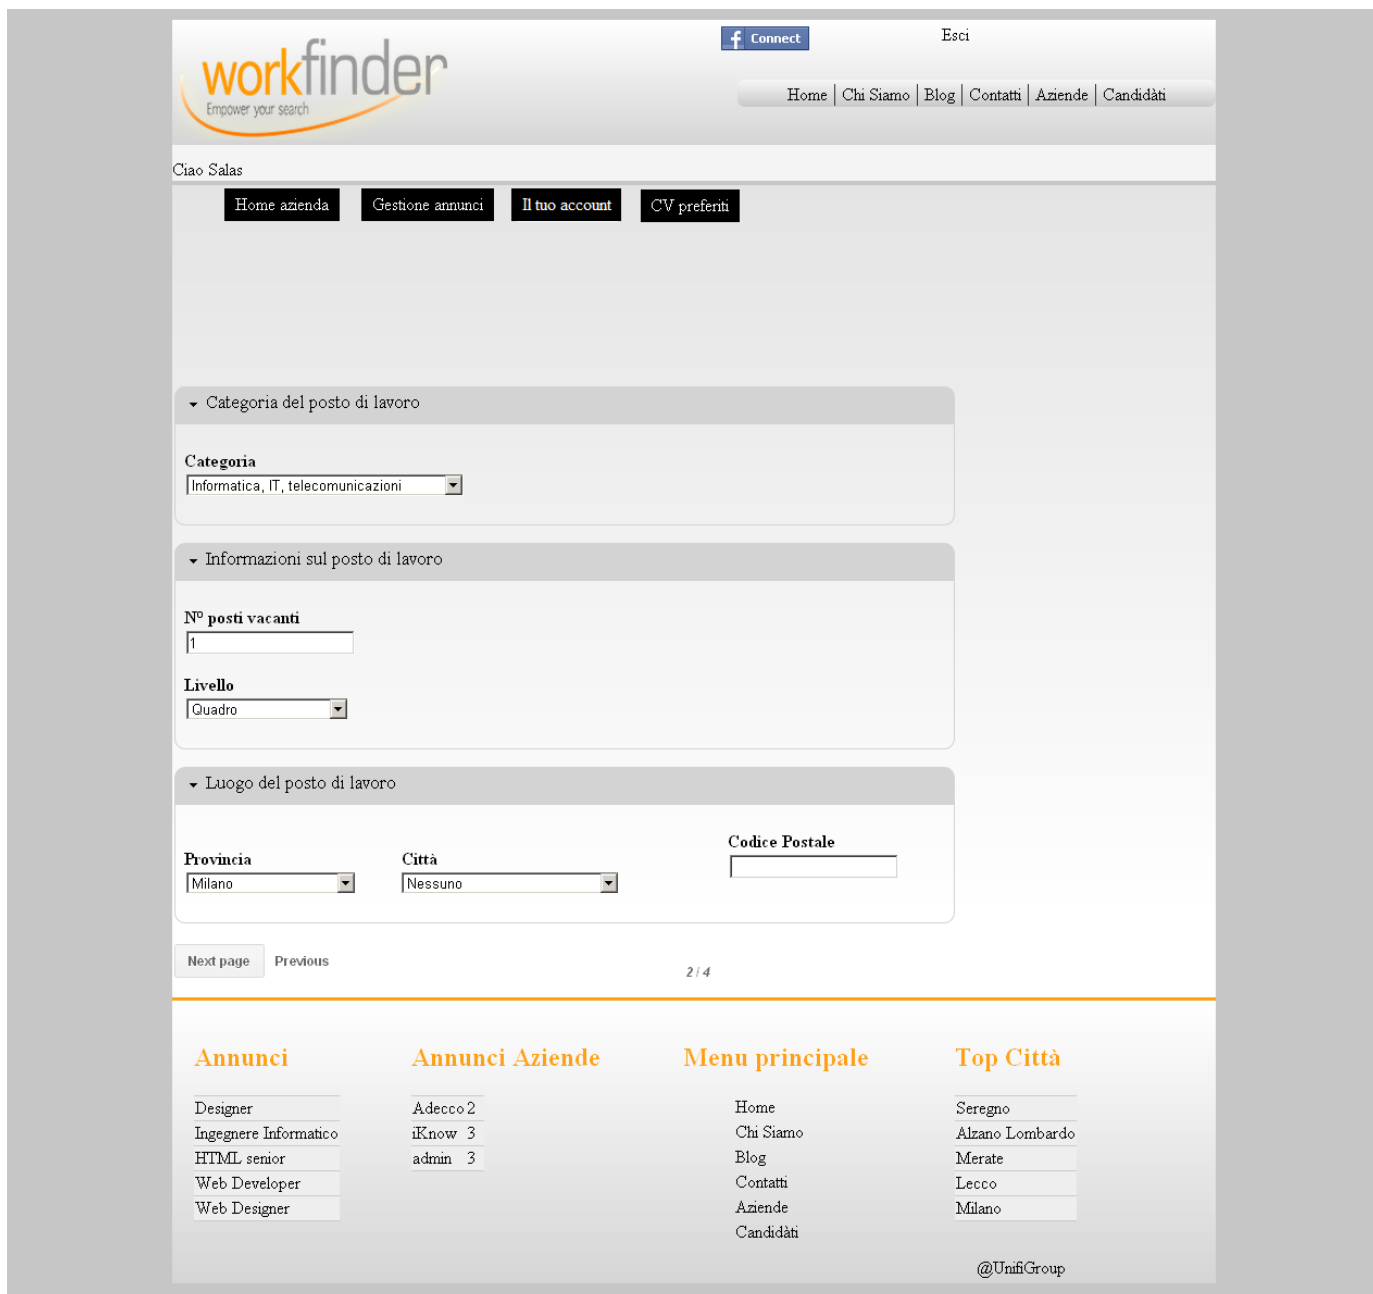 workfinder
Empower your search
f Connect
Esci
Home | Chi Siamo | Blog | Contatti | Aziende | Candidàti
Ciao Salas
Home azienda Gestione annunci Il tuo account CV preferiti
Categoria del posto di lavoro
Categoria
Informatica, IT, telecomunicazioni
Informazioni sul posto di lavoro
Nº posti vacanti
1
Livello
Quadro
Luogo del posto di lavoro
Provincia Città Codice Postale
Milano Nessuno
Next page Previous 2 / 4
Annunci
Designer
Ingegnere Informatico
HTML senior
Web Developer
Web Designer
Annunci Aziende
Adecco 2
iKnow 3
admin 3
Menu principale
Home
Chi Siamo
Blog
Contatti
Aziende
Candidàti
Top Città
Seregno
Alzano Lombardo
Merate
Lecco
Milano
@UnifiGroup